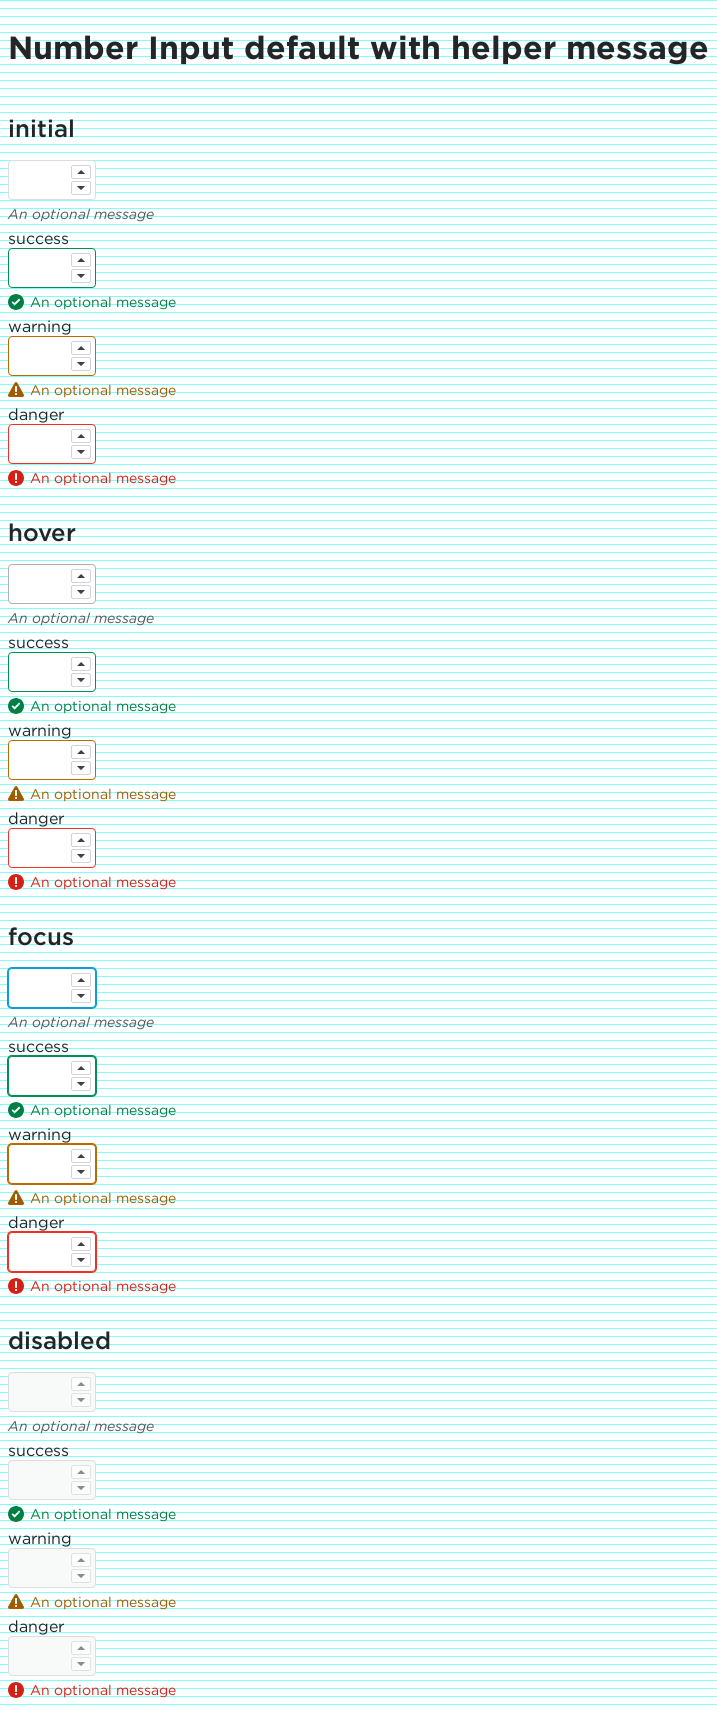 Number Input default with helper message
initial
An optional message
success
An optional message
warning
An optional message
danger
An optional message
hover
An optional message
success
An optional message
warning
An optional message
danger
An optional message
focus
An optional message
success
An optional message
warning
An optional message
danger
An optional message
disabled
An optional message
success
An optional message
warning
An optional message
danger
An optional message